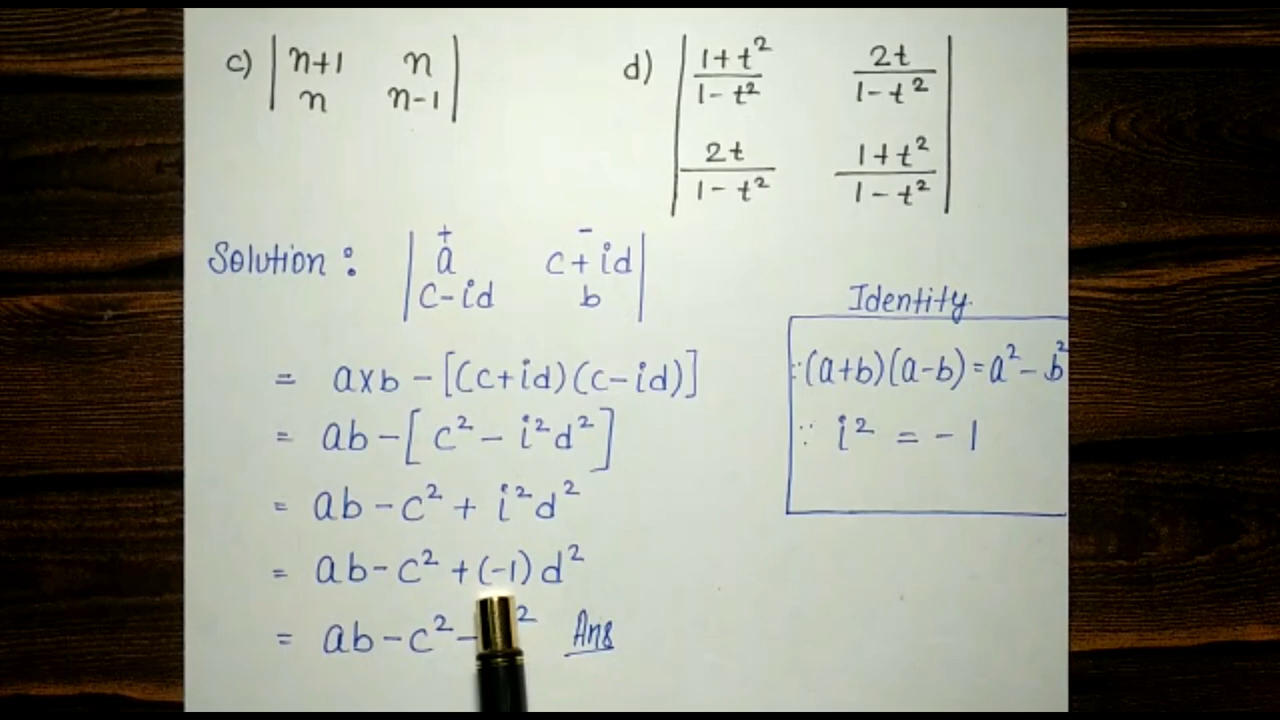 c) | n+1 n |
| n n-1 |
d) | 1+t²/1-t² 2t/1-t² |
| 2t/1-t² 1+t²/1-t² |
Solution : | a c+id |
+ -
| c-id b |
= a×b - [(c+id)(c-id)]
= ab - [c² - i²d²]
= ab - c² + i²d²
= ab - c² + (-1)d²
= ab - c² - ² Ans
Identity
∵ (a+b)(a-b) = a² - b²
∵ i² = -1